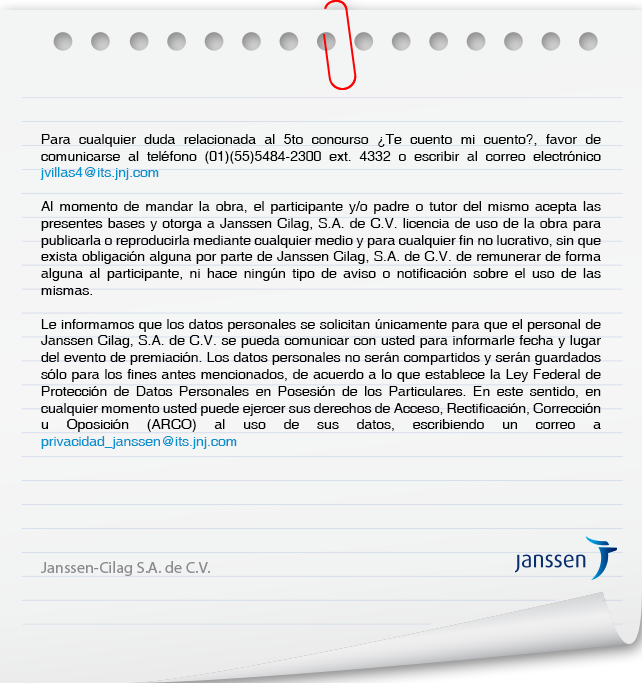 Para cualquier duda relacionada al 5to concurso ¿Te cuento mi cuento?, favor de
comunicarse al teléfono (01)(55)5484-2300 ext. 4332 o escribir al correo electrónico
jvillas4@its.jnj.com
Al momento de mandar la obra, el participante y/o padre o tutor del mismo acepta las
presentes bases y otorga a Janssen Cilag, S.A. de C.V. licencia de uso de la obra para
publicarla o reproducirla mediante cualquier medio y para cualquier fin no lucrativo, sin que
exista obligación alguna por parte de Janssen Cilag, S.A. de C.V. de remunerar de forma
alguna al participante, ni hace ningún tipo de aviso o notificación sobre el uso de las
mismas.
Le informamos que los datos personales se solicitan únicamente para que el personal de
Janssen Cilag, S.A. de C.V. se pueda comunicar con usted para informarle fecha y lugar
del evento de premiación. Los datos personales no serán compartidos y serán guardados
sólo para los fines antes mencionados, de acuerdo a lo que establece la Ley Federal de
Protección de Datos Personales en Posesión de los Particulares. En este sentido, en
cualquier momento usted puede ejercer sus derechos de Acceso, Rectificación, Corrección
u Oposición (ARCO) al uso de sus datos, escribiendo un correo a
privacidad_janssen@its.jnj.com
Janssen-Cilag S.A. de C.V.
janssen